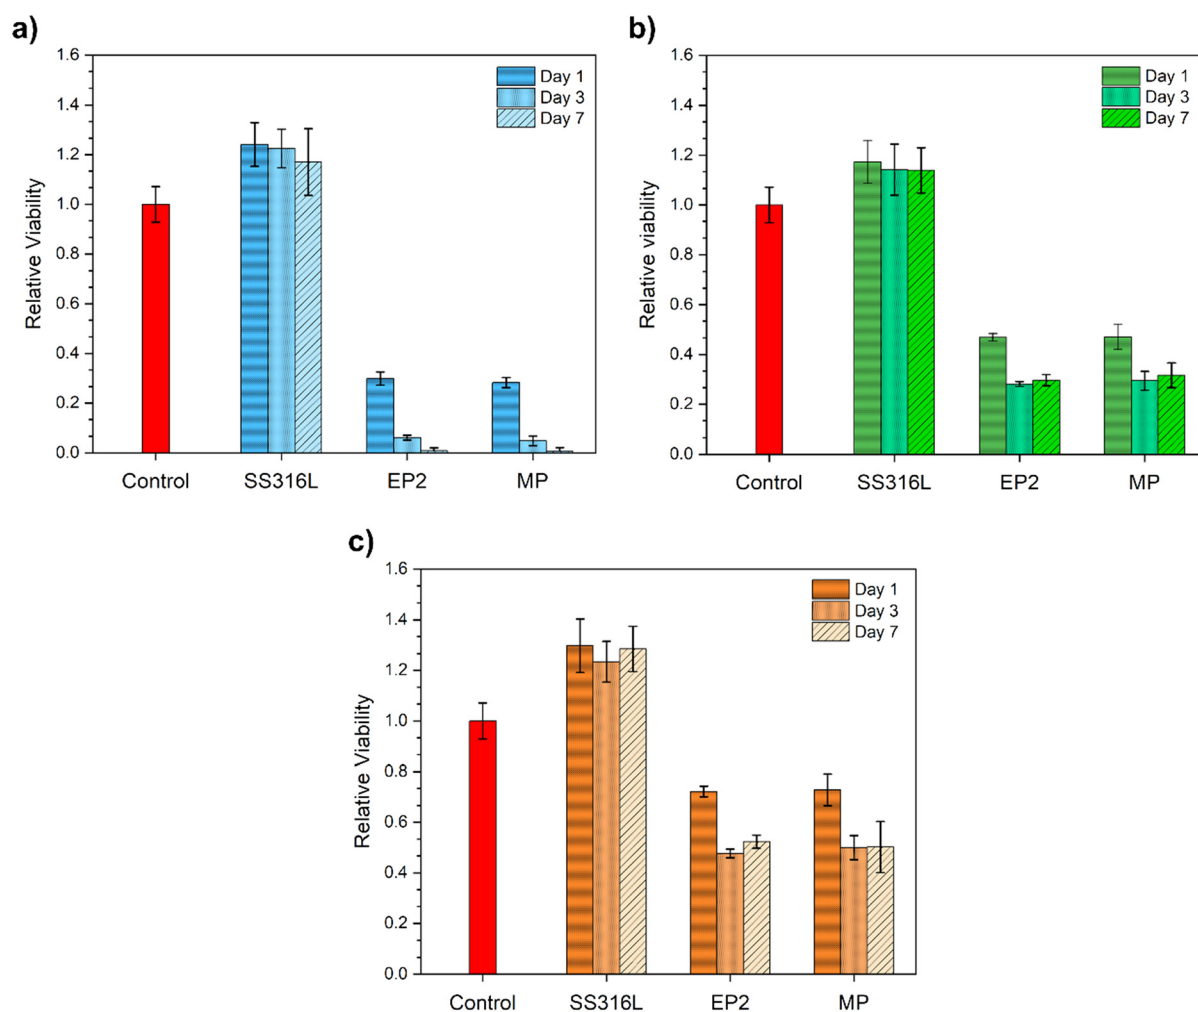 a)
1.6
1.4
1.2
1.0
0.8
0.6
0.4
0.2
0.0
Relative Viability
Day 1
Day 3
Day 7
Control SS316L EP2 MP
b)
1.6
1.4
1.2
1.0
0.8
0.6
0.4
0.2
0.0
Relative viability
Day 1
Day 3
Day 7
Control SS316L EP2 MP
c)
1.6
1.4
1.2
1.0
0.8
0.6
0.4
0.2
0.0
Relative Viability
Day 1
Day 3
Day 7
Control SS316L EP2 MP